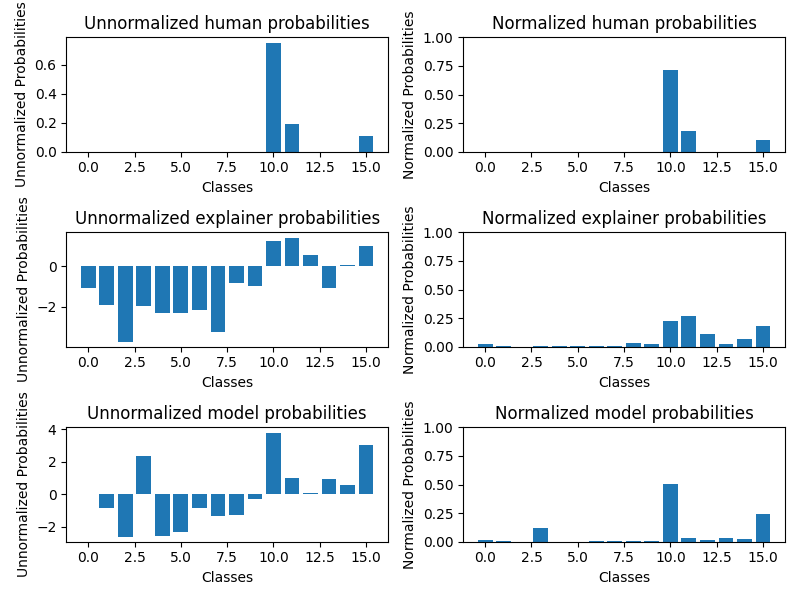 Unnormalized human probabilities
Unnormalized Probabilities
0.6
0.4
0.2
0.0
0.0 2.5 5.0 7.5 10.0 12.5 15.0
Classes
Normalized human probabilities
Normalized Probabilities
1.00
0.75
0.50
0.25
0.00
0.0 2.5 5.0 7.5 10.0 12.5 15.0
Classes
Unnormalized explainer probabilities
Unnormalized Probabilities
0
−2
0.0 2.5 5.0 7.5 10.0 12.5 15.0
Classes
Normalized explainer probabilities
Normalized Probabilities
1.00
0.75
0.50
0.25
0.00
0.0 2.5 5.0 7.5 10.0 12.5 15.0
Classes
Unnormalized model probabilities
Unnormalized Probabilities
4
2
0
−2
0.0 2.5 5.0 7.5 10.0 12.5 15.0
Classes
Normalized model probabilities
Normalized Probabilities
1.00
0.75
0.50
0.25
0.00
0.0 2.5 5.0 7.5 10.0 12.5 15.0
Classes